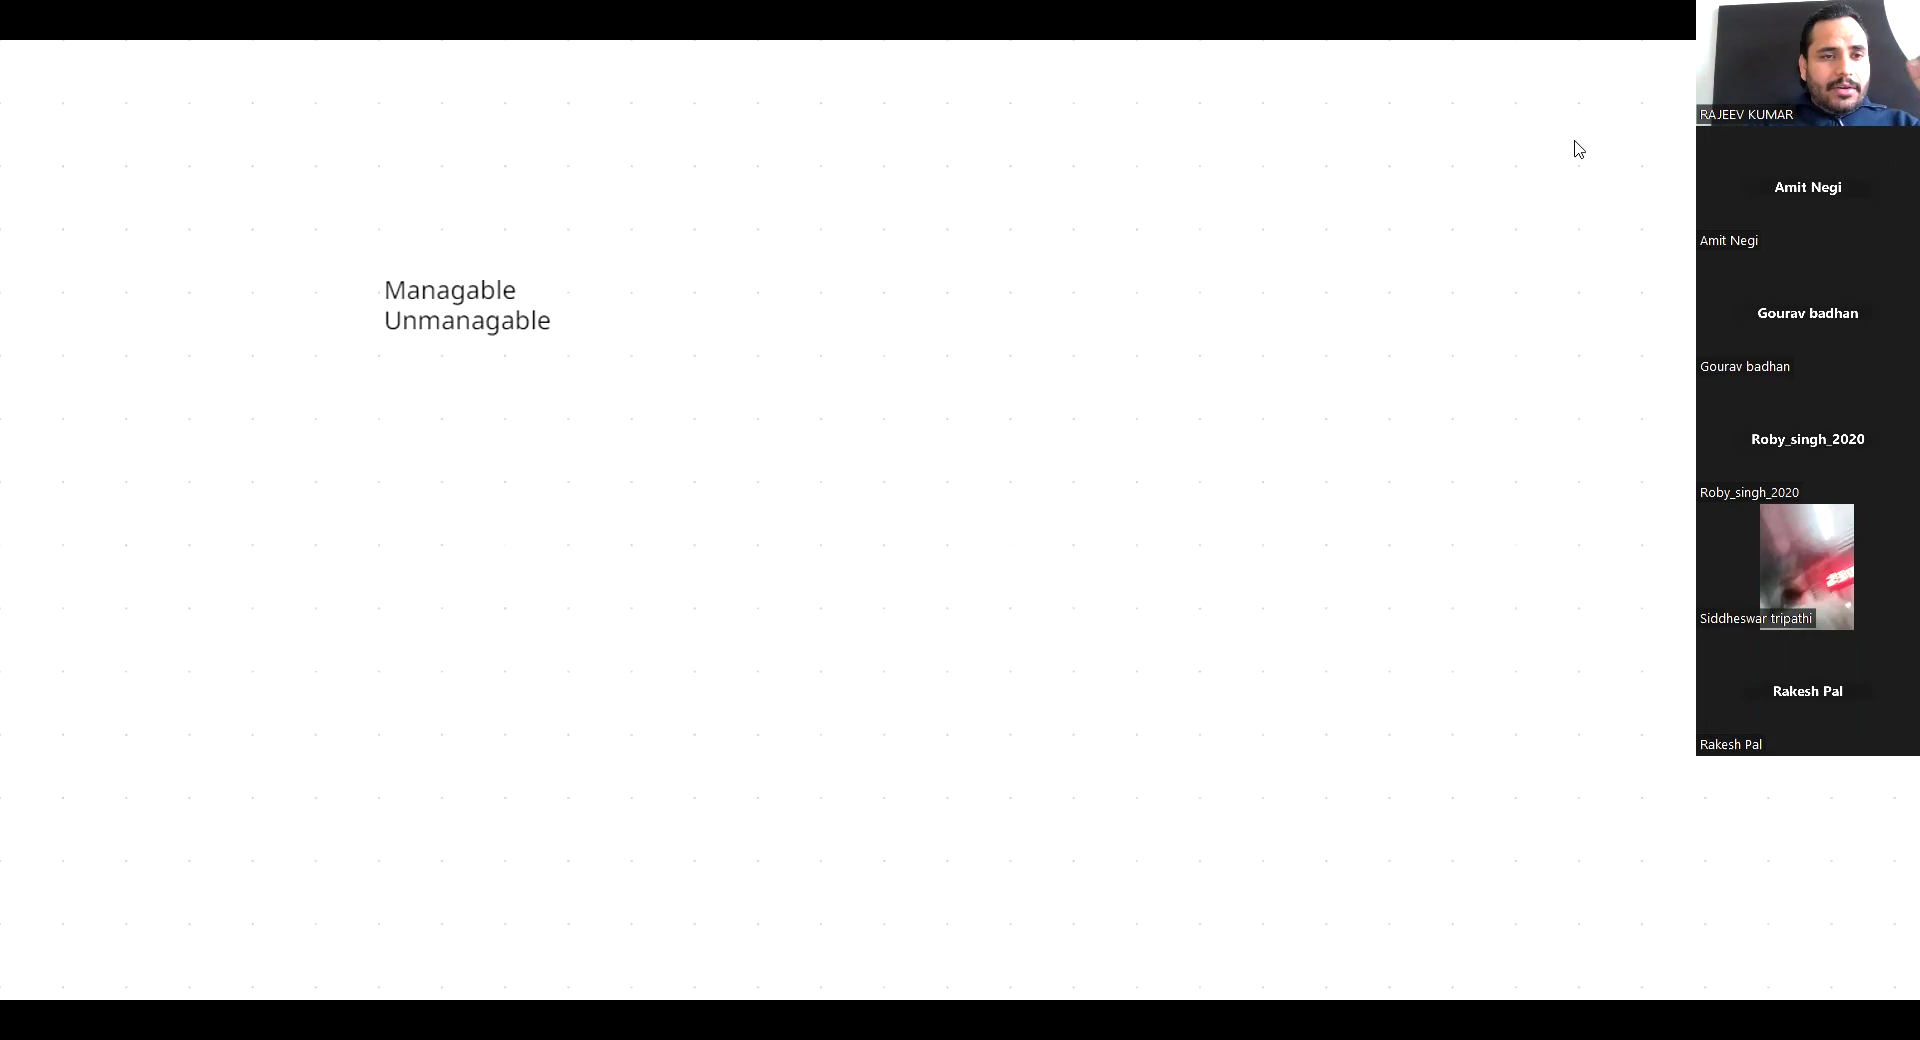 Managable
Unmanagable
RAJEEV KUMAR
Amit Negi
Amit Negi
Gourav badhan
Gourav badhan
Roby_singh_2020
Roby_singh_2020
Siddheswar tripathi
Rakesh Pal
Rakesh Pal